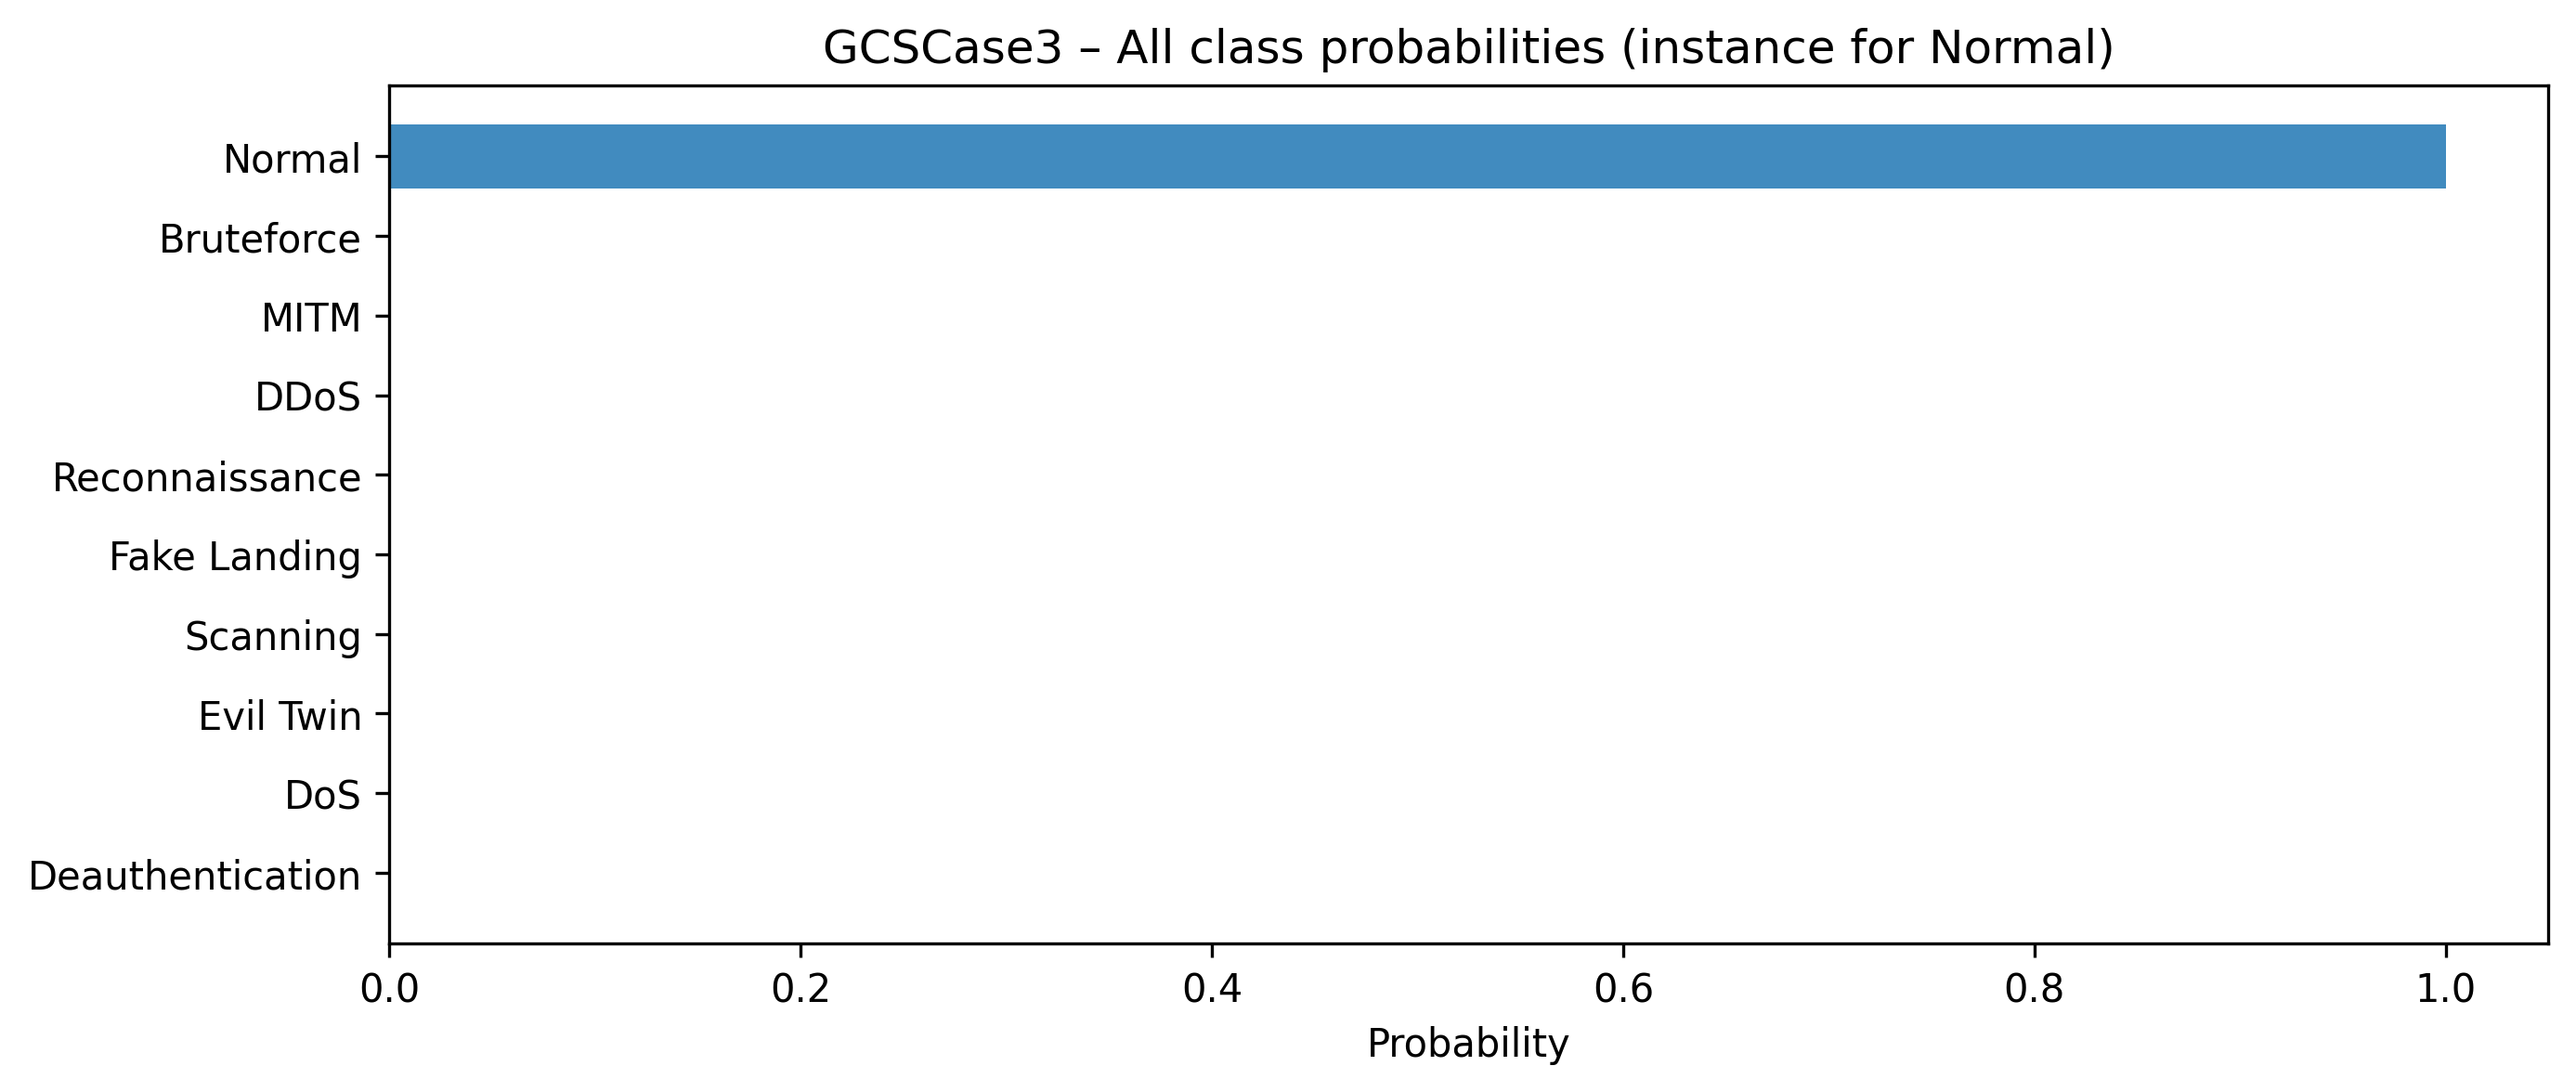 GCSCase3 – All class probabilities (instance for Normal)
Normal
Bruteforce
MITM
DDoS
Reconnaissance
Fake Landing
Scanning
Evil Twin
DoS
Deauthentication
0.0 0.2 0.4 0.6 0.8 1.0
Probability